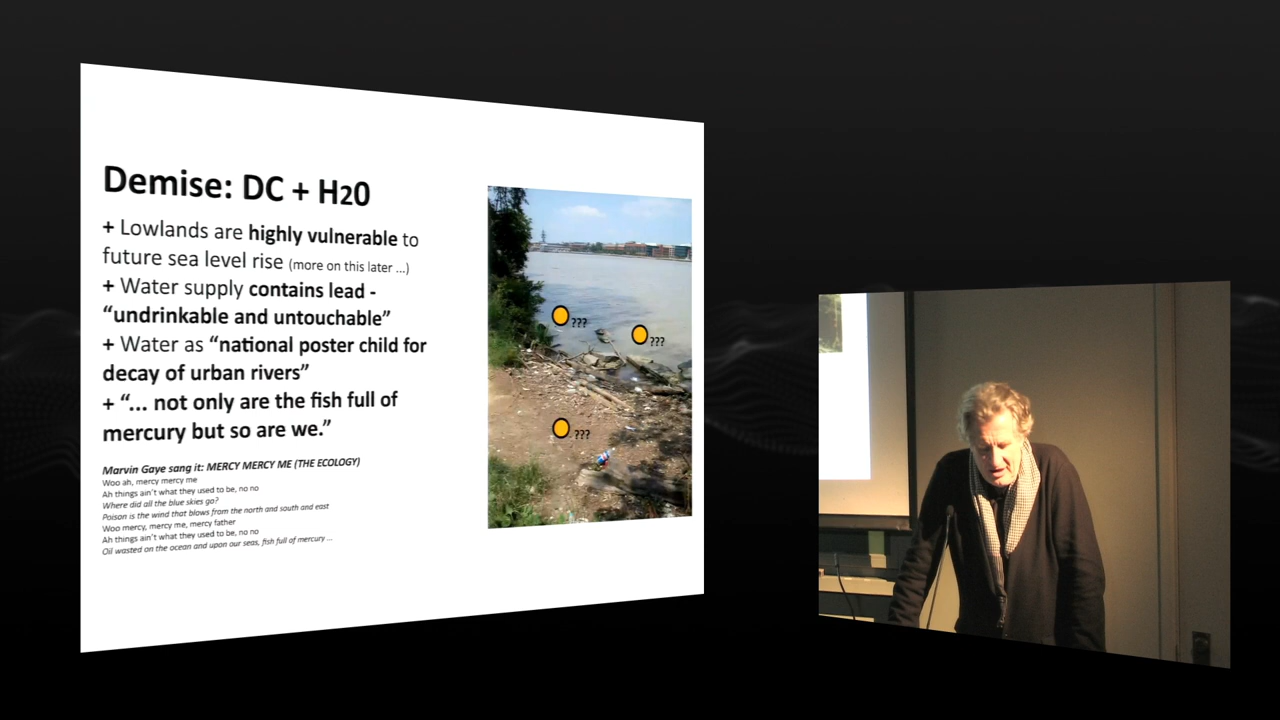 Demise: DC + H20
+ Lowlands are highly vulnerable to
future sea level rise (more on this later ...)
+ Water supply contains lead -
“undrinkable and untouchable”
+ Water as “national poster child for
decay of urban rivers”
+ “... not only are the fish full of
mercury but so are we.”
???
???
???
Marvin Gaye sang it: MERCY MERCY ME (THE ECOLOGY)
Woo ah, mercy mercy me
Ah things ain't what they used to be, no no
Where did all the blue skies go?
Poison is the wind that blows from the north and south and east
Woo mercy, mercy me, mercy father
Ah things ain't what they used to be, no no
Oil wasted on the ocean and upon our seas, fish full of mercury ...